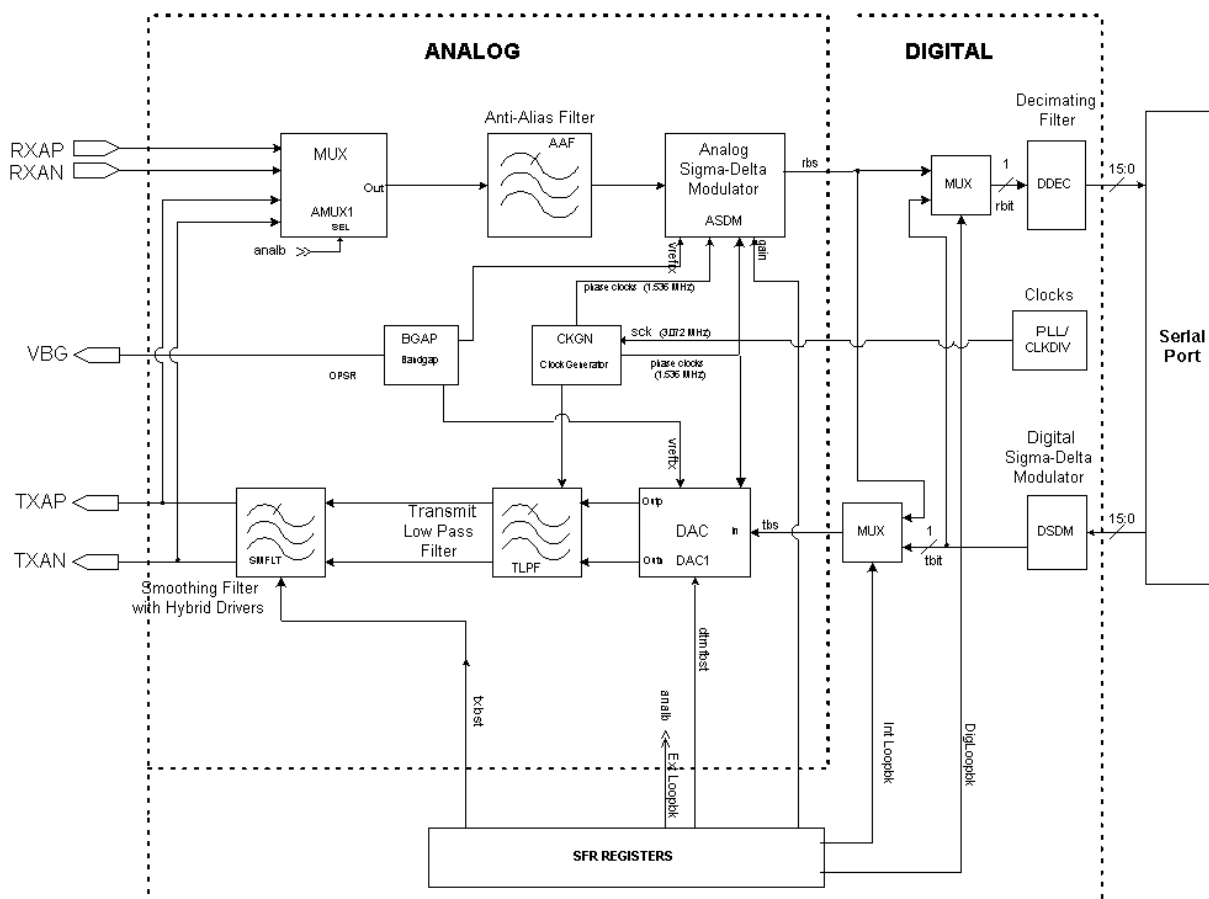 ANALOG
DIGITAL
Anti-Alias Filter
Decimating
Filter
RXAP
RXAN
MUX
Out
AMUX1
SEL
analb
AAF
Analog
Sigma-Delta
Modulator
ASDM
rbs
MUX
1
rbit
DDEC
15:0
vreftx
gain
phase clocks (1.536 MHz)
Clocks
PLL/
CLKDIV
Serial
Port
VBG
BGAP
Bandgap
OPSR
CKGN
Clock Generator
sck (3.072 MHz)
phase clocks
(1.536 MHz)
vreftx
Digital
Sigma-Delta
Modulator
TXAP
TXAN
SMFLT
Smoothing Filter
with Hybrid Drivers
Transmit
Low Pass
Filter
TLPF
Outp
Outn
DAC
DAC1
In
tbs
MUX
1
tbit
DSDM
15:0
txbst
analb
Ext Loopbk
dtmfbst
Int Loopbk
DigLoopbk
SFR REGISTERS